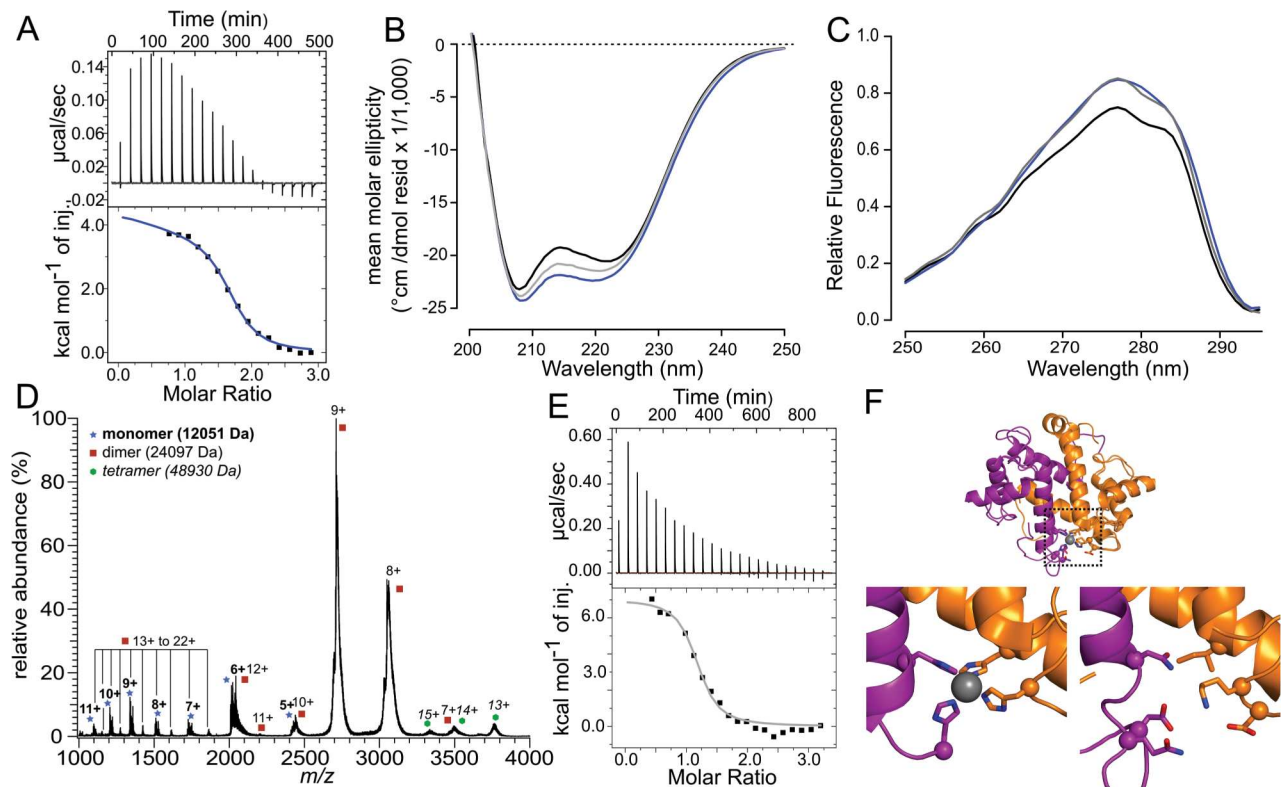 A
Time (min)
0 100 200 300 400 500
µcal/sec
0.14
0.10
0.06
0.02
-0.02
kcal mol-1 of inj.
4.0
2.0
0.0
0.0 1.0 2.0 3.0
Molar Ratio
B
mean molar ellipticity
(°cm /dmol resid x 1/1,000)
0
-5
-10
-15
-20
-25
200 210 220 230 240 250
Wavelength (nm)
C
Relative Fluorescence
1.0
0.8
0.6
0.4
0.2
0.0
250 260 270 280 290
Wavelength (nm)
D
relative abundance (%)
100
80
60
40
20
0
monomer (12051 Da)
dimer (24097 Da)
tetramer (48930 Da)
9+
8+
13+ to 22+
11+ 10+ 9+ 8+ 7+
6+ 12+
11+
5+ 10+
15+ 7+ 14+ 13+
1000 1500 2000 2500 3000 3500 4000
m/z
E
Time (min)
0 200 400 600 800
µcal/sec
0.60
0.40
0.20
0.00
kcal mol-1 of inj.
6.0
3.0
0.0
0.0 1.0 2.0 3.0
Molar Ratio
F